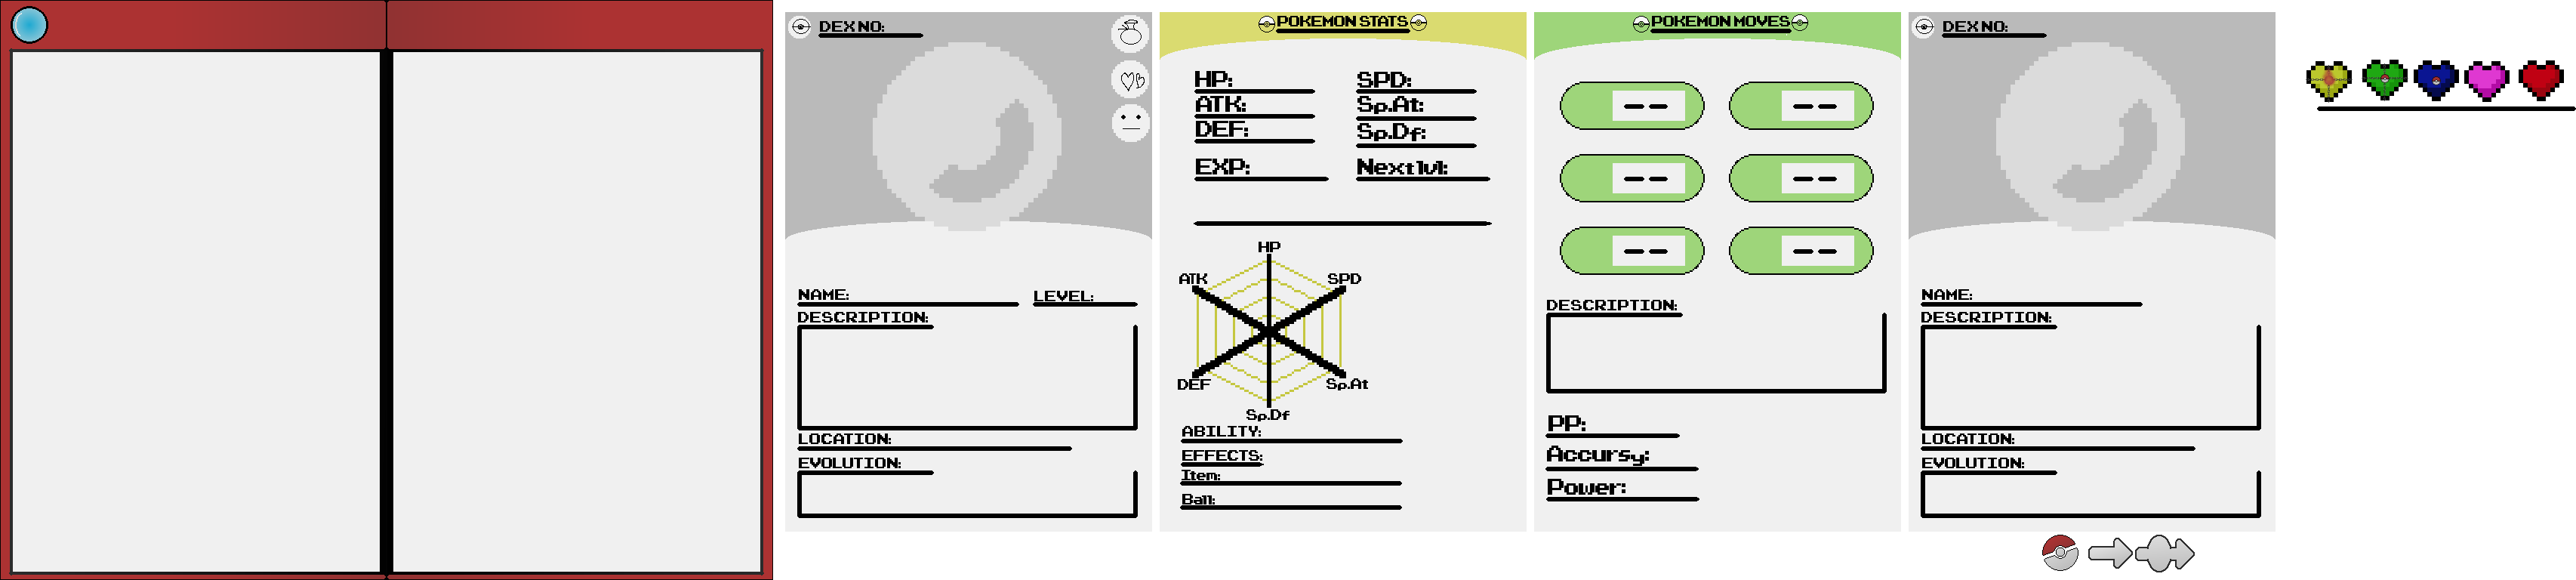 DEX NO:
NAME:
LEVEL:
DESCRIPTION:
LOCATION:
EVOLUTION:
POKEMON STATS
HP:
SPD:
ATK:
Sp.At:
DEF:
Sp.Df:
EXP:
Next lvl:
HP
ATK
SPD
DEF
Sp.At
Sp.Df
ABILITY:
EFFECTS:
Item:
Ball:
POKEMON MOVES
--
--
--
--
--
--
DESCRIPTION:
PP:
Accursy:
Power:
DEX NO:
NAME:
DESCRIPTION:
LOCATION:
EVOLUTION: